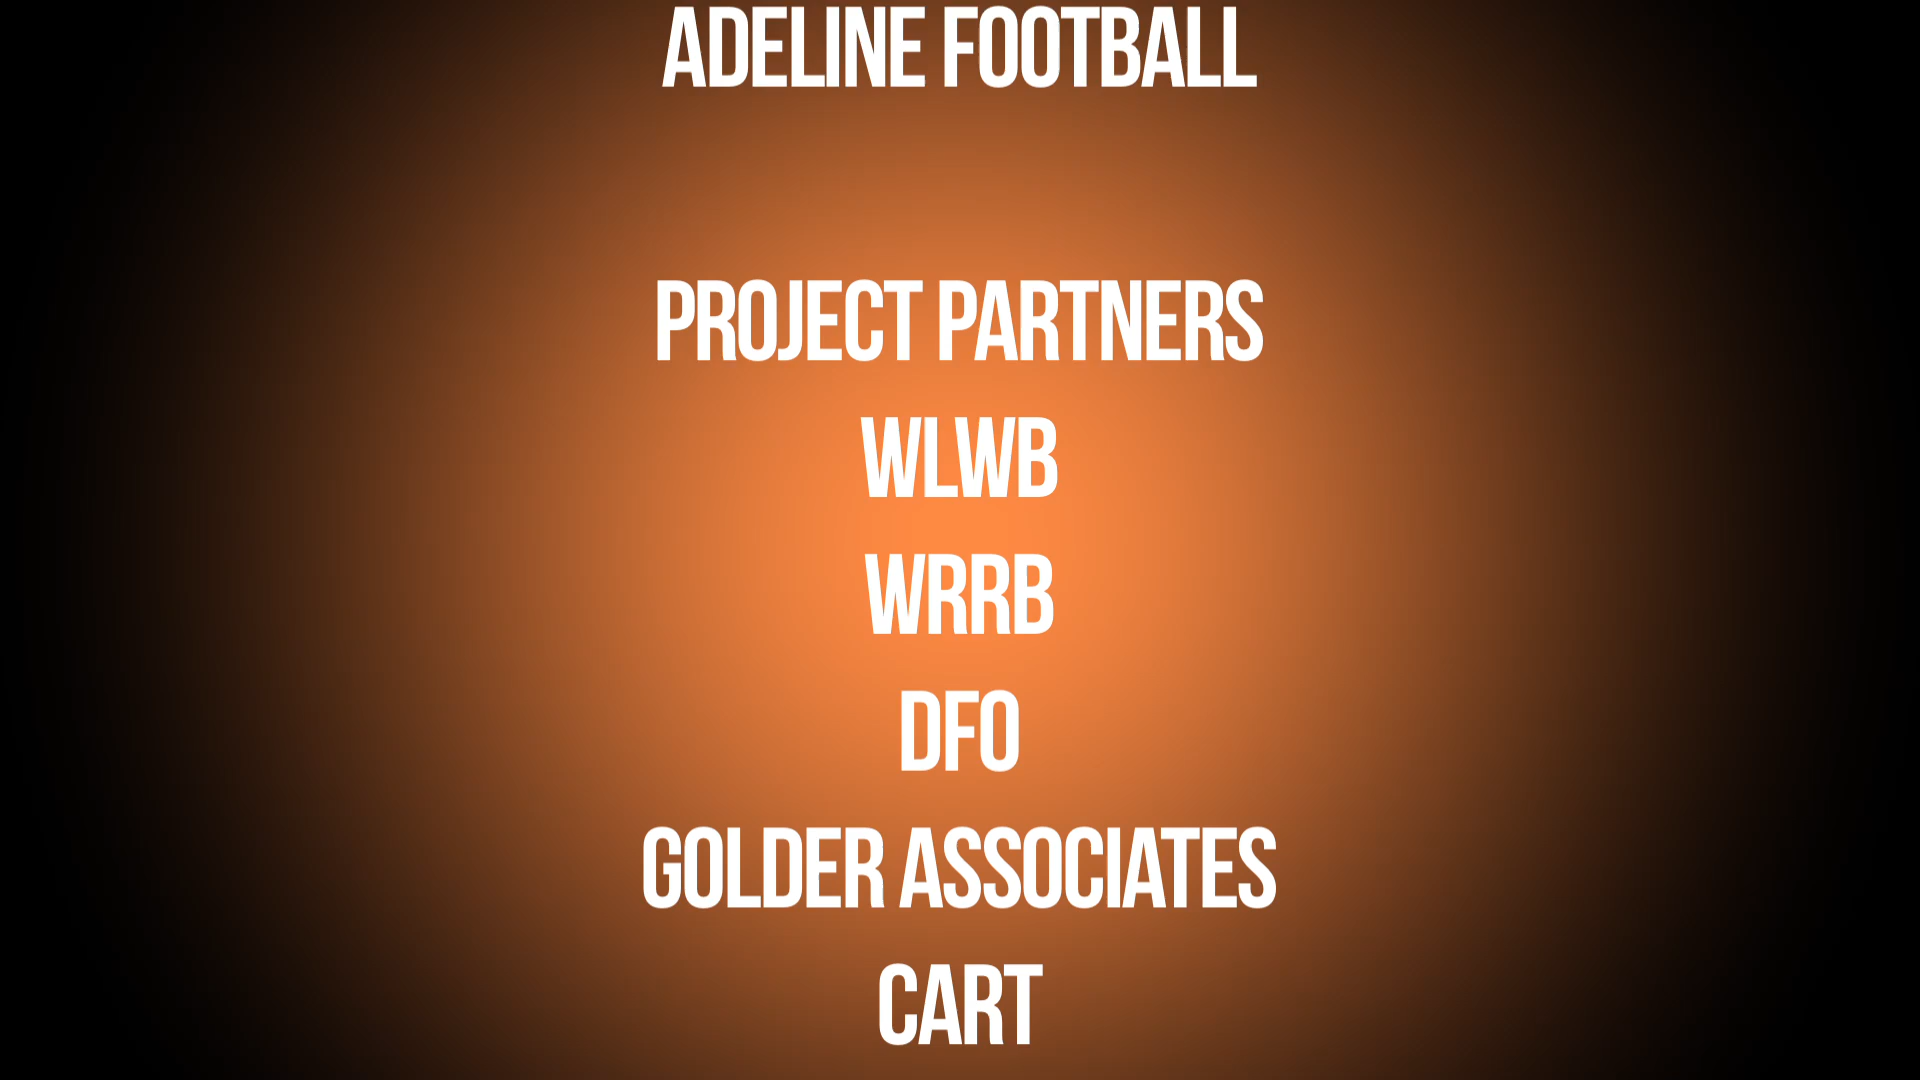 ADELINE FOOTBALL
PROJECT PARTNERS
WLWB
WRRB
DFO
GOLDER ASSOCIATES
CART